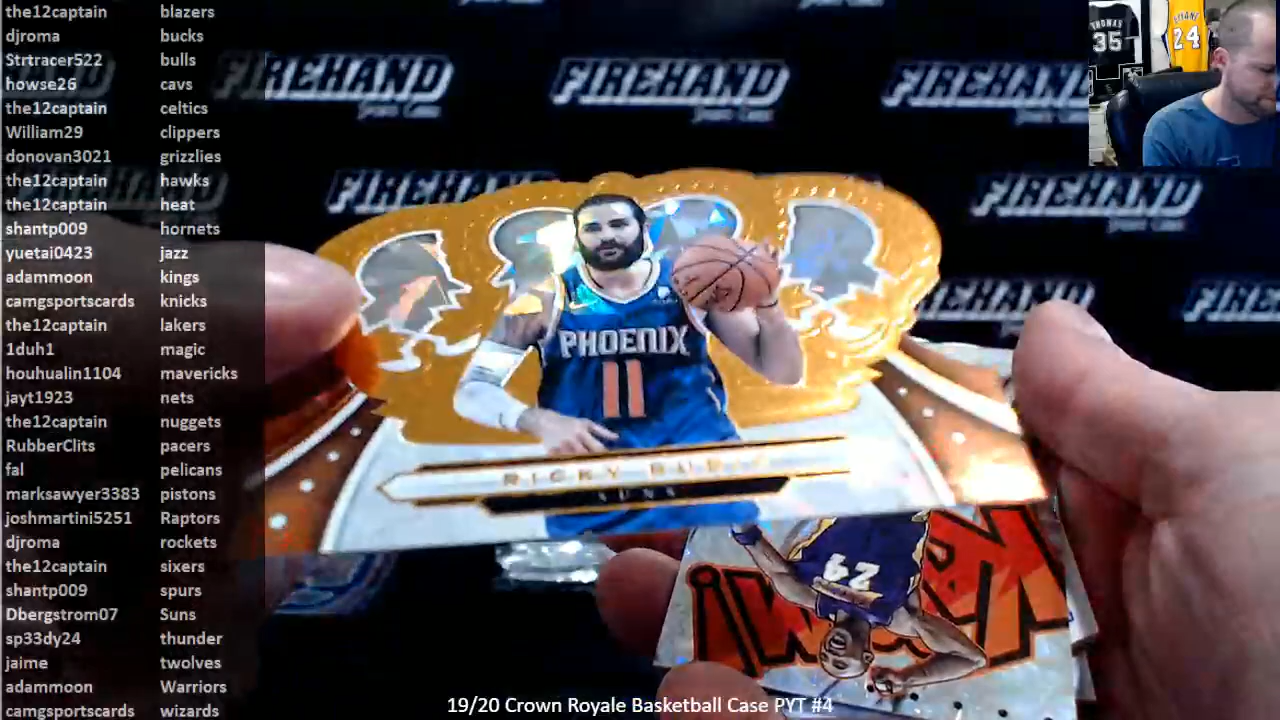 the12captain blazers
djroma bucks
Strtracer522 bulls
howse26 cavs
the12captain celtics
William29 clippers
donovan3021 grizzlies
the12captain hawks
the12captain heat
shantp009 hornets
yuetai0423 jazz
adammoon kings
camgsportscards knicks
the12captain lakers
1duh1 magic
houhualin1104 mavericks
jayt1923 nets
the12captain nuggets
RubberClits pacers
fal pelicans
marksawyer3383 pistons
joshmartini5251 Raptors
djroma rockets
the12captain sixers
shantp009 spurs
Dbergstrom07 Suns
sp33dy24 thunder
jaime twolves
adammoon Warriors
camgsportscards wizards
FIREHAND FIREHAND FIREHAND
FIREHAND FIREHAND
THOMAS
35
24
PHOENIX
11
RICKY
SUNS
24
19/20 Crown Royale Basketball Case PYT #4